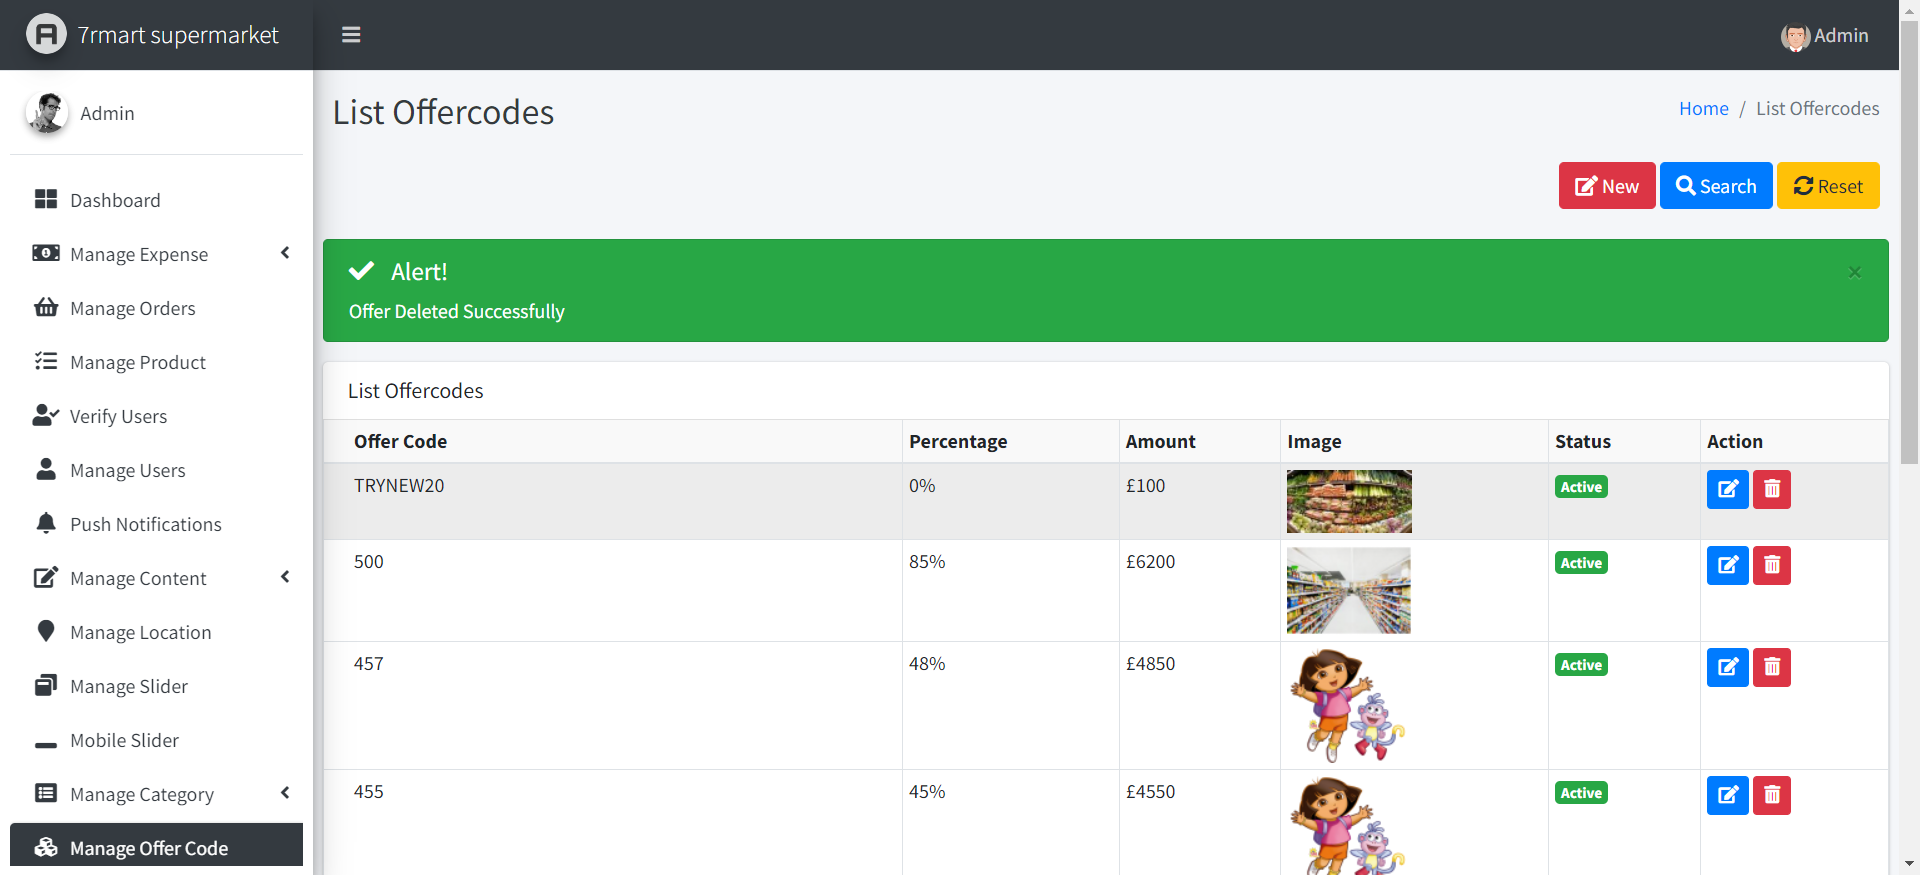 7rmart supermarket
Admin
Admin
Dashboard
Manage Expense
Manage Orders
Manage Product
Verify Users
Manage Users
Push Notifications
Manage Content
Manage Location
Manage Slider
Mobile Slider
Manage Category
Manage Offer Code
List Offercodes
Home / List Offercodes
New Search Reset
Alert!
×
Offer Deleted Successfully
List Offercodes
Offer Code Percentage Amount Image Status Action
TRYNEW20 0% £100 Active
500 85% £6200 Active
457 48% £4850 Active
455 45% £4550 Active